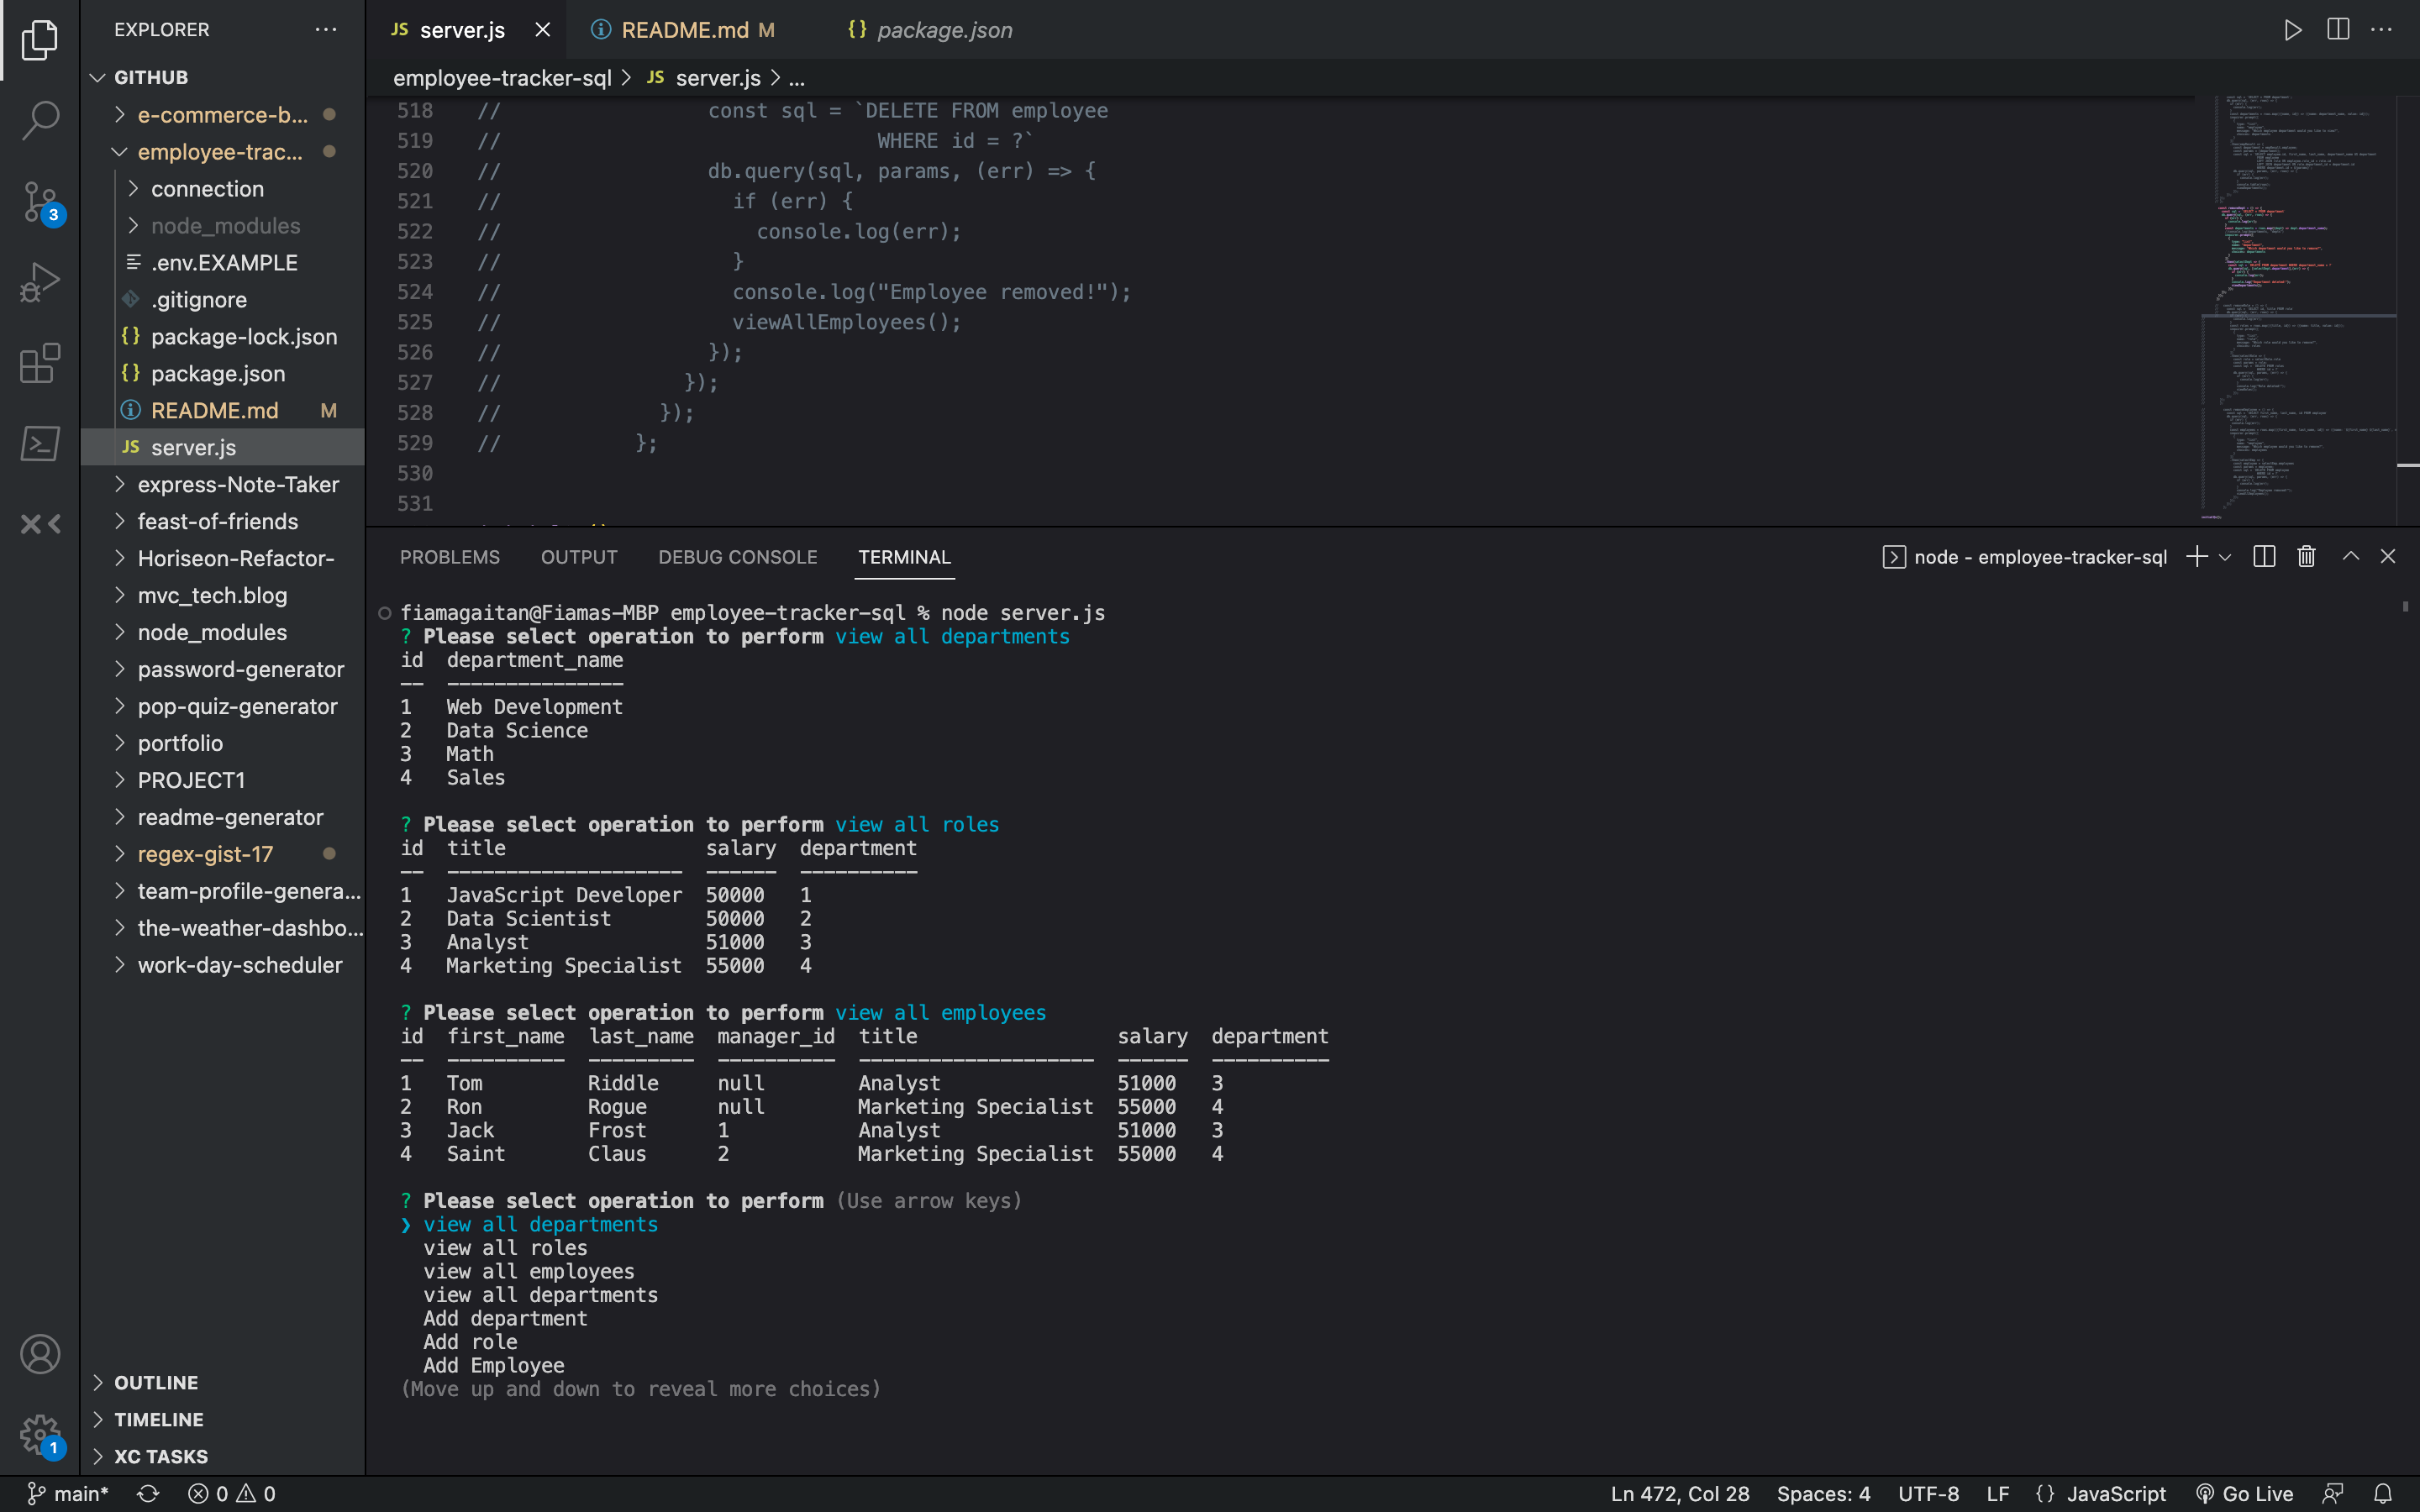 EXPLORER
GITHUB
e-commerce-b...
employee-trac...
connection
node_modules
.env.EXAMPLE
.gitignore
{} package-lock.json
{} package.json
README.md M
JS server.js
express-Note-Taker
feast-of-friends
Horiseon-Refactor-
mvc_tech.blog
node_modules
password-generator
pop-quiz-generator
portfolio
PROJECT1
readme-generator
regex-gist-17
team-profile-genera...
the-weather-dashbo...
work-day-scheduler
OUTLINE
TIMELINE
XC TASKS
3
1
JS server.js
README.md M
{} package.json
employee-tracker-sql > JS server.js > ...
518 // const sql = `DELETE FROM employee
519 // WHERE id = ?`
520 // db.query(sql, params, (err) => {
521 // if (err) {
522 // console.log(err);
523 // }
524 // console.log("Employee removed!");
525 // viewAllEmployees();
526 // });
527 // });
528 // });
529 // };
530
531
PROBLEMS OUTPUT DEBUG CONSOLE TERMINAL
node - employee-tracker-sql
fiamagaitan@Fiamas-MBP employee-tracker-sql % node server.js
? Please select operation to perform view all departments
id department_name
-- ---------------
1 Web Development
2 Data Science
3 Math
4 Sales
? Please select operation to perform view all roles
id title salary department
-- -------------------- ------ ----------
1 JavaScript Developer 50000 1
2 Data Scientist 50000 2
3 Analyst 51000 3
4 Marketing Specialist 55000 4
? Please select operation to perform view all employees
id first_name last_name manager_id title salary department
-- ---------- --------- ---------- -------------------- ------ ----------
1 Tom Riddle null Analyst 51000 3
2 Ron Rogue null Marketing Specialist 55000 4
3 Jack Frost 1 Analyst 51000 3
4 Saint Claus 2 Marketing Specialist 55000 4
? Please select operation to perform (Use arrow keys)
❯ view all departments
view all roles
view all employees
view all departments
Add department
Add role
Add Employee
(Move up and down to reveal more choices)
main* 0 0
Ln 472, Col 28 Spaces: 4 UTF-8 LF {} JavaScript Go Live